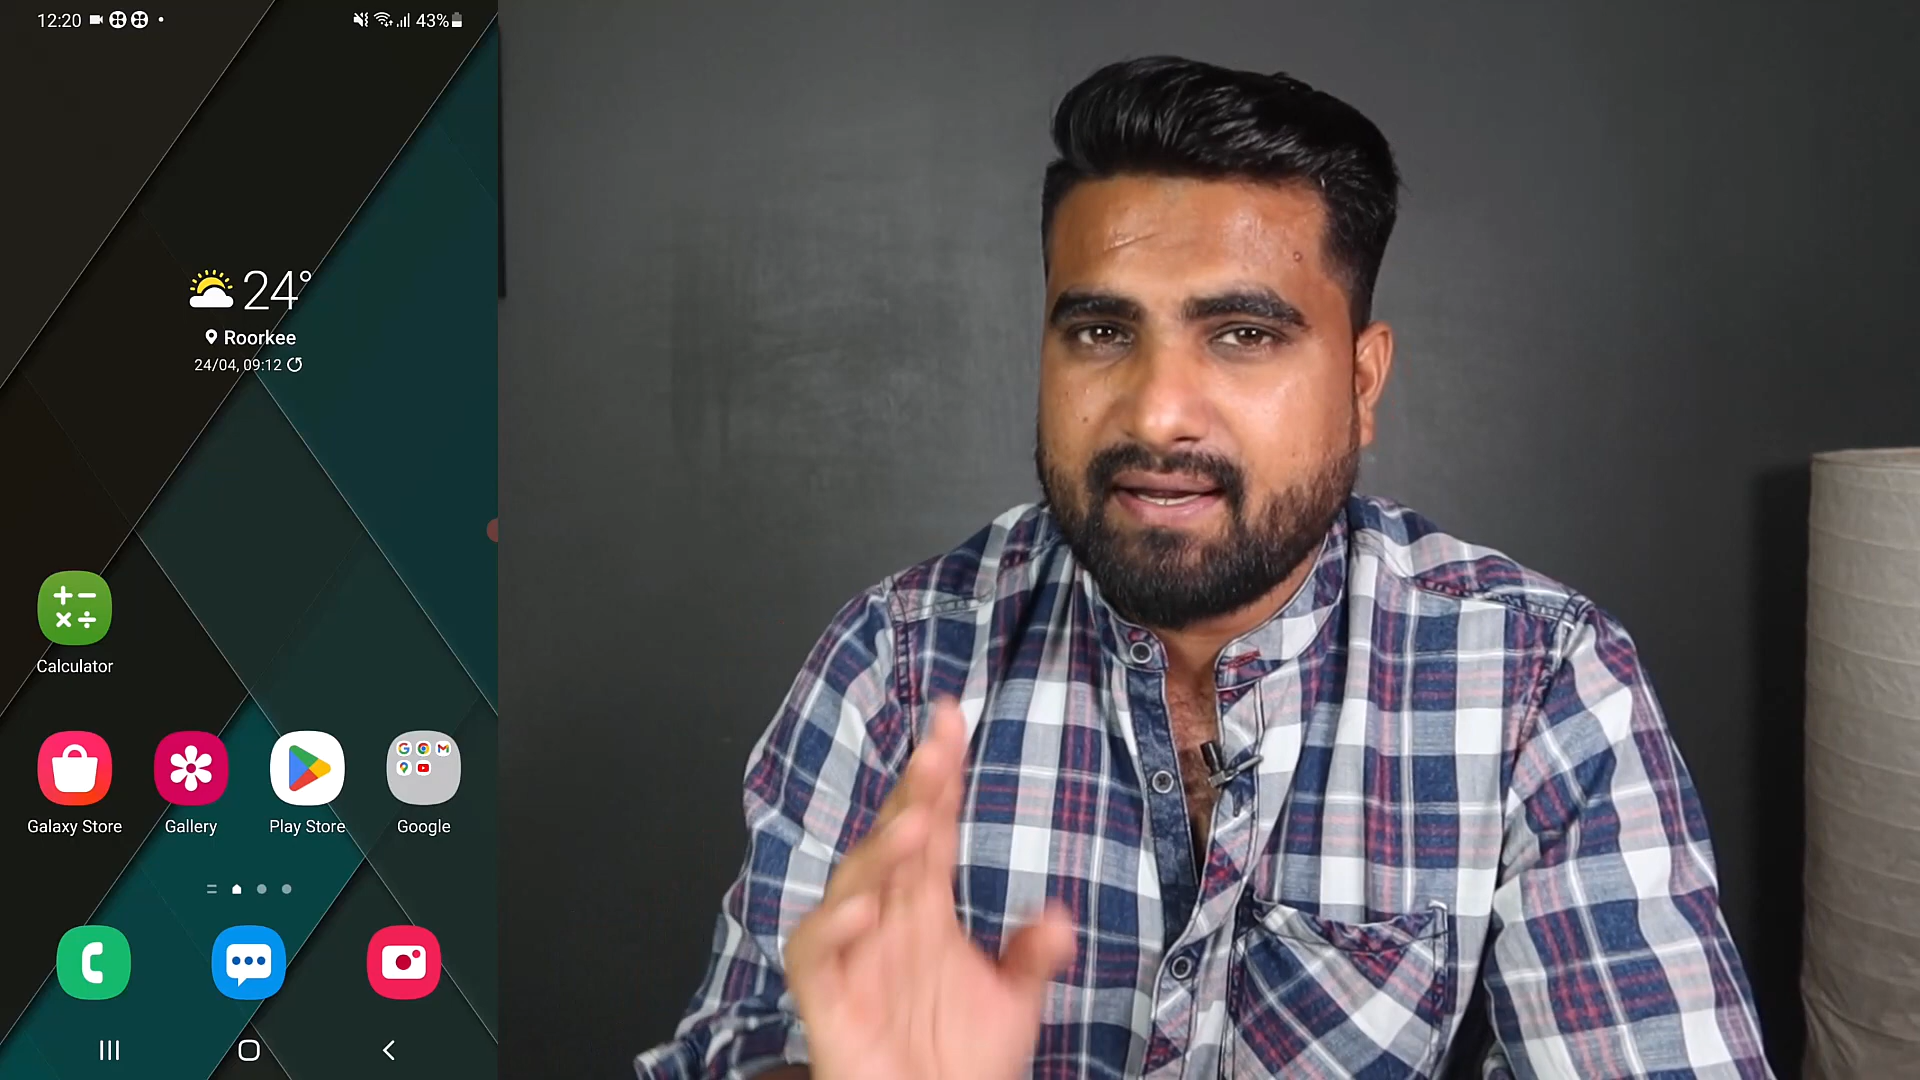 12:20
43%
24°
Roorkee
24/04, 09:12
Calculator
Galaxy Store
Gallery
Play Store
Google